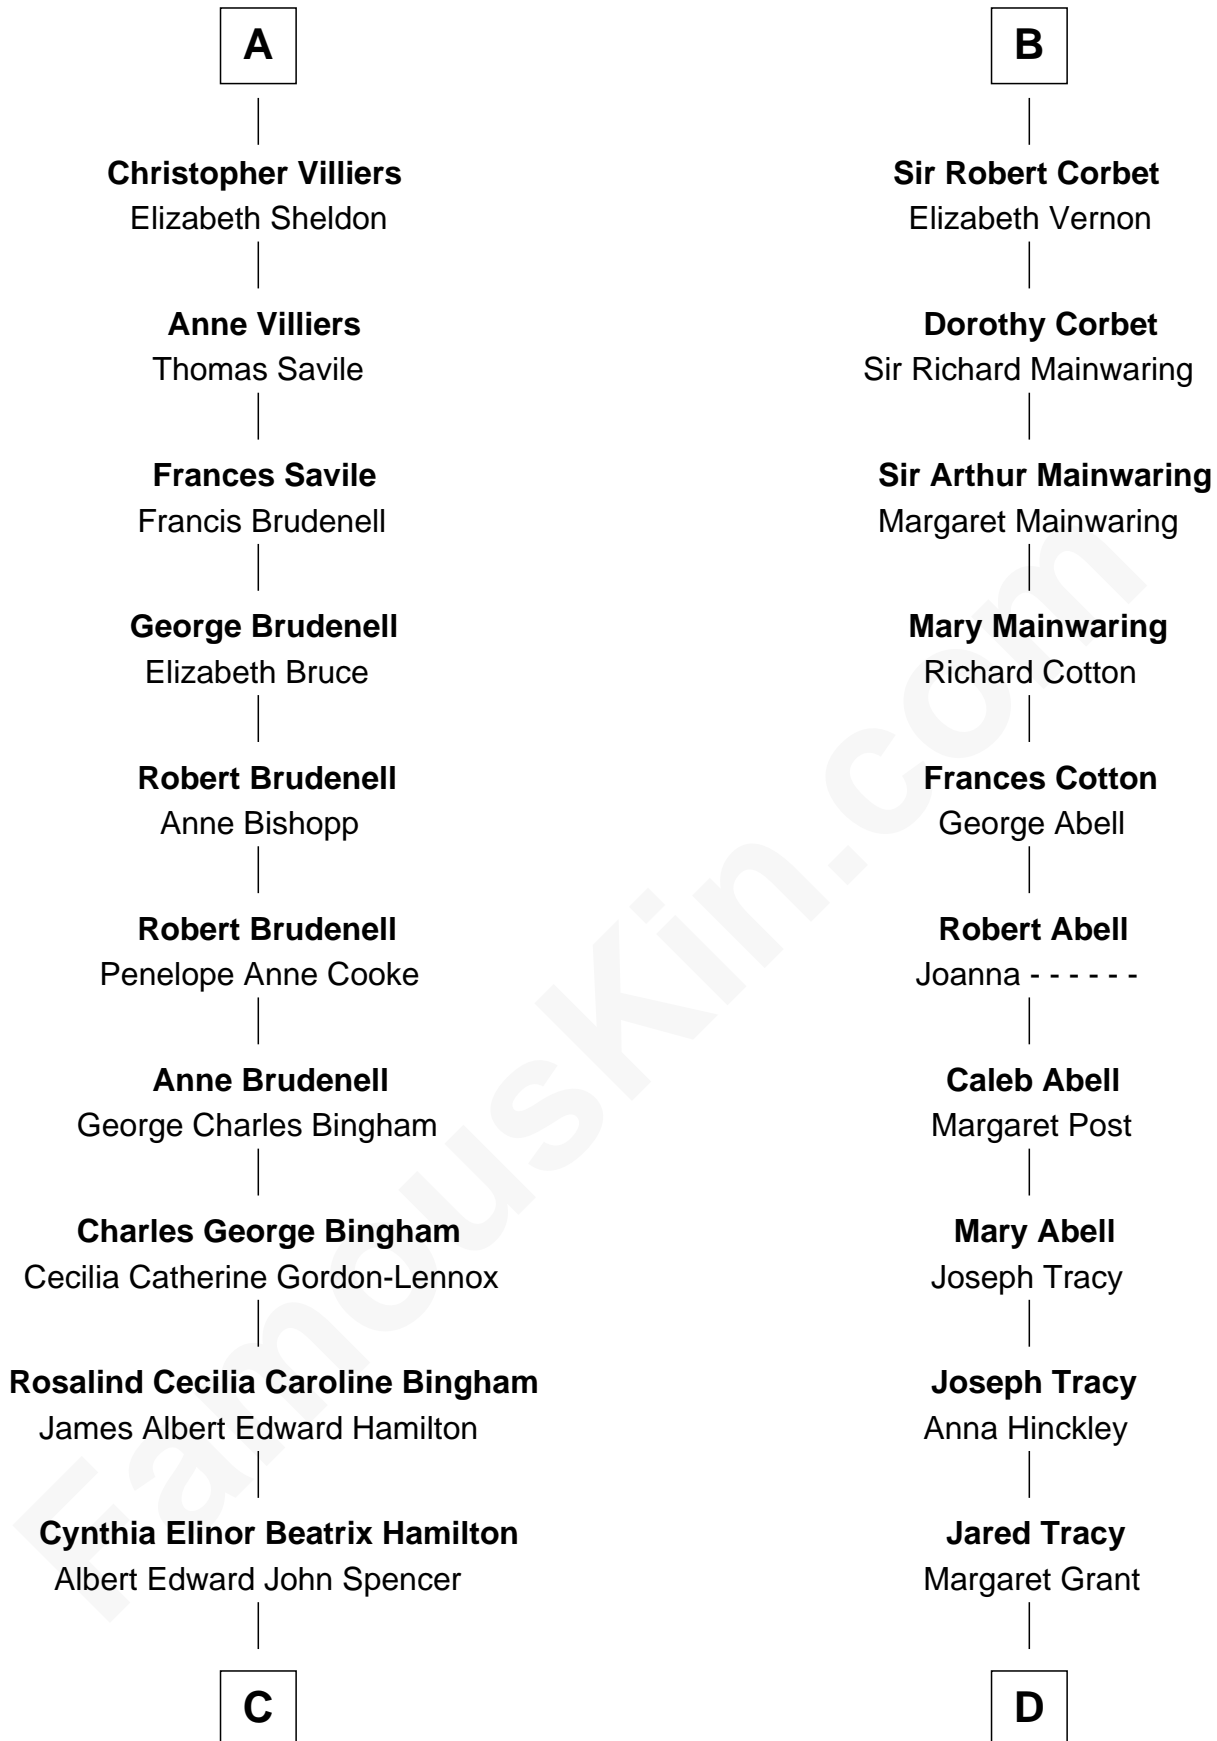 A
Christopher Villiers
Elizabeth Sheldon
Anne Villiers
Thomas Savile
Frances Savile
Francis Brudenell
George Brudenell
Elizabeth Bruce
Robert Brudenell
Anne Bishopp
Robert Brudenell
Penelope Anne Cooke
Anne Brudenell
George Charles Bingham
Charles George Bingham
Cecilia Catherine Gordon-Lennox
Rosalind Cecilia Caroline Bingham
James Albert Edward Hamilton
Cynthia Elinor Beatrix Hamilton
Albert Edward John Spencer
C
B
Sir Robert Corbet
Elizabeth Vernon
Dorothy Corbet
Sir Richard Mainwaring
Sir Arthur Mainwaring
Margaret Mainwaring
Mary Mainwaring
Richard Cotton
Frances Cotton
George Abell
Robert Abell
Joanna - - - - - -
Caleb Abell
Margaret Post
Mary Abell
Joseph Tracy
Joseph Tracy
Anna Hinckley
Jared Tracy
Margaret Grant
D
FamousKin.com